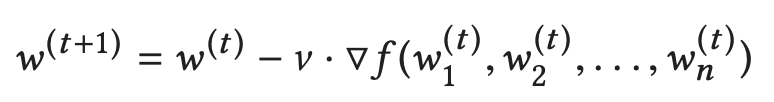 w^{(t+1)} = w^{(t)} − ν · ∇f(w_1^{(t)}, w_2^{(t)}, . . . , w_n^{(t)})